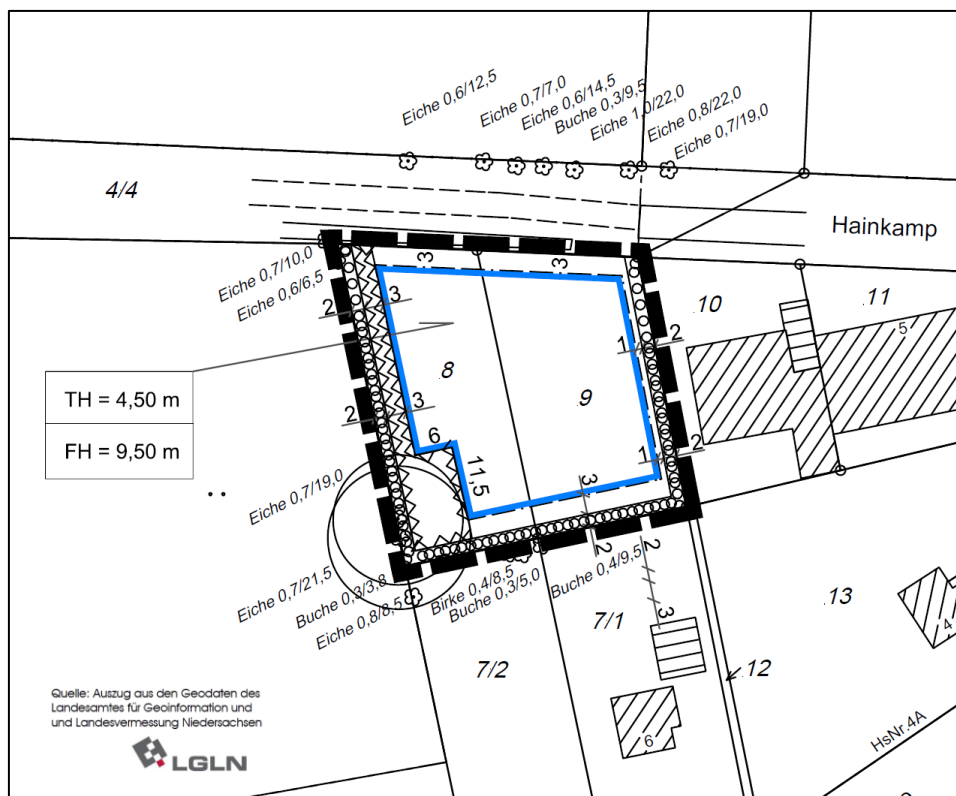 Eiche 0,6/12,5
Eiche 0,7/7,0
Eiche 0,6/14,5
Buche 0,3/9,5
Eiche 1,0/22,0
Eiche 0,8/22,0
Eiche 0,7/19,0
4/4
Hainkamp
Eiche 0,7/10,0
Eiche 0,6/6,5
3
3
2
3
10
11
5
1
2
8
9
TH = 4,50 m
FH = 9,50 m
2
3
6
11,5
1
2
3
Eiche 0,7/19,0
Eiche 0,7/21,5
Buche 0,3/3,8
Eiche 0,8/8,5
Birke 0,4/8,5
Buche 0,3/5,0
Buche 0,4/9,5
2
2
3
7/1
7/2
13
4
12
6
HsNr.4A
Quelle: Auszug aus den Geodaten des
Landesamtes für Geoinformation und
und Landesvermessung Niedersachsen
LGLN